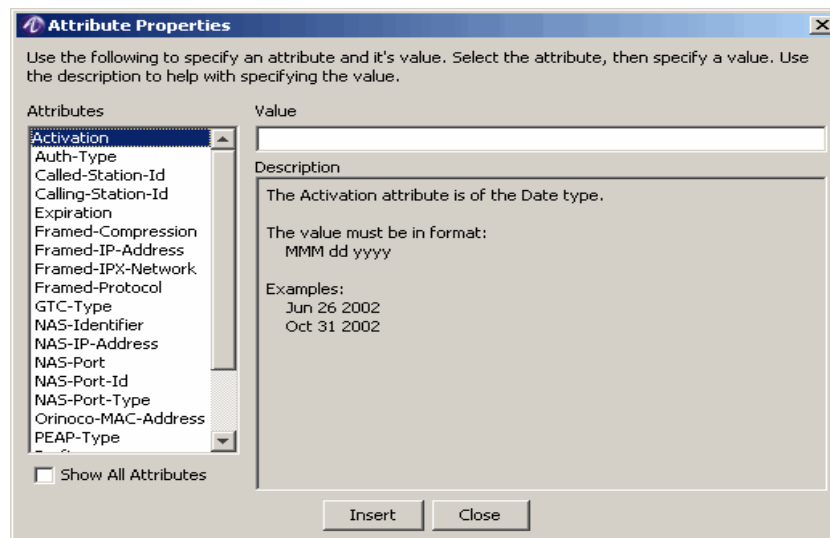 Attribute Properties
Use the following to specify an attribute and it's value. Select the attribute, then specify a value. Use
the description to help with specifying the value.
Attributes
Activation
Auth-Type
Called-Station-Id
Calling-Station-Id
Expiration
Framed-Compression
Framed-IP-Address
Framed-IPX-Network
Framed-Protocol
GTC-Type
NAS-Identifier
NAS-IP-Address
NAS-Port
NAS-Port-Id
NAS-Port-Type
Orinoco-MAC-Address
PEAP-Type
Show All Attributes
Value
Description
The Activation attribute is of the Date type.
The value must be in format:
MMM dd yyyy
Examples:
Jun 26 2002
Oct 31 2002
Insert
Close